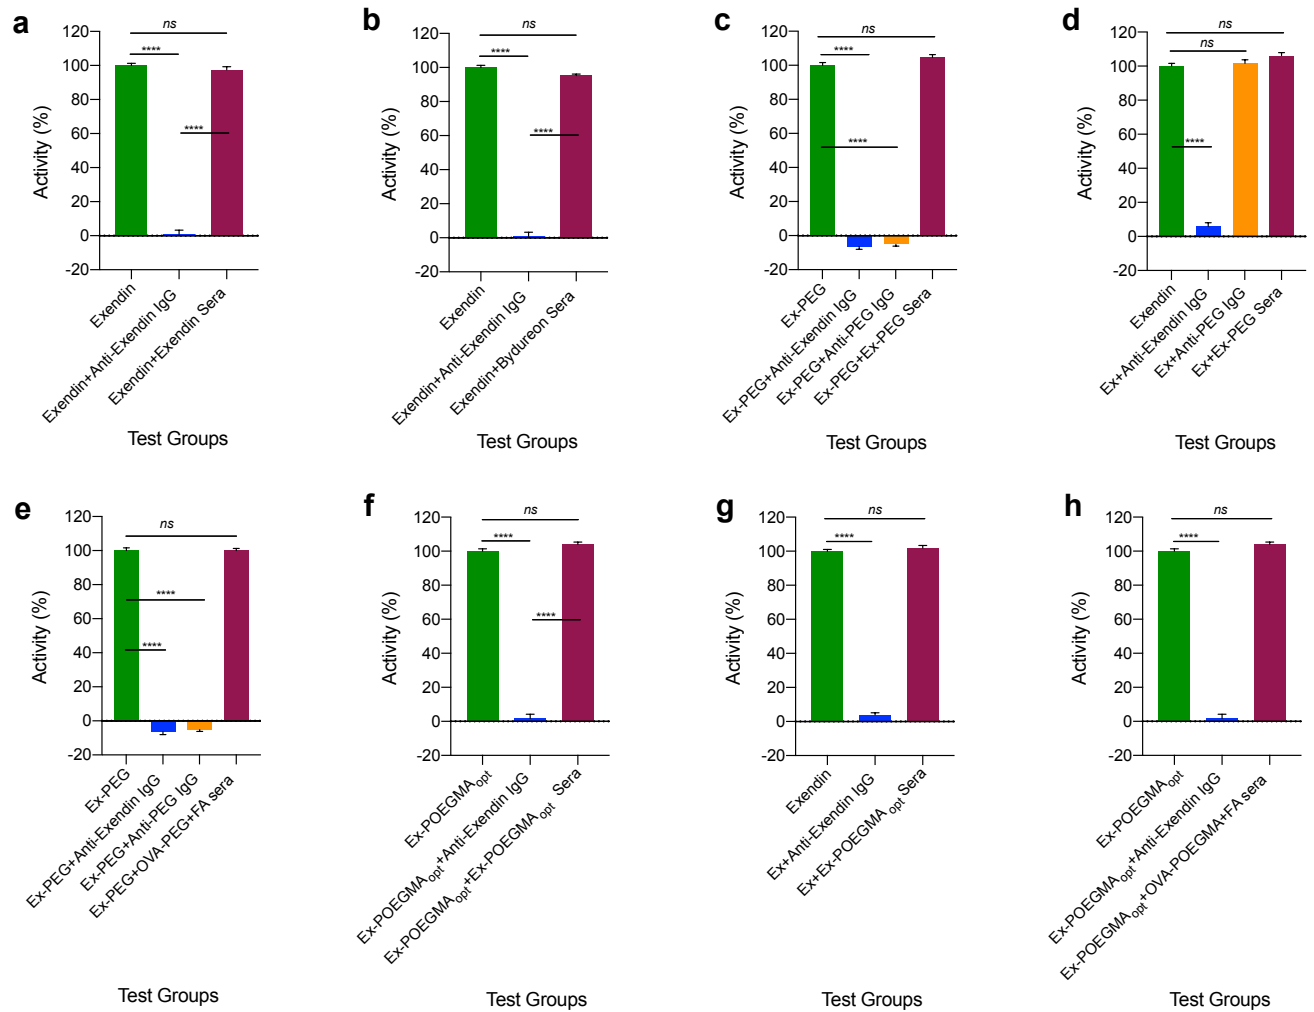 a
ns
****
****
120
100
80
60
40
20
0
-20
Activity (%)
Exendin
Exendin+Anti-Exendin IgG
Exendin+Exendin Sera
Test Groups
b
ns
****
****
120
100
80
60
40
20
0
-20
Activity (%)
Exendin
Exendin+Anti-Exendin IgG
Exendin+Bydureon Sera
Test Groups
c
ns
****
****
120
100
80
60
40
20
0
-20
Activity (%)
Ex-PEG
Ex-PEG+Anti-Exendin IgG
Ex-PEG+Anti-PEG IgG
Ex-PEG+Ex-PEG Sera
Test Groups
d
ns
ns
****
120
100
80
60
40
20
0
-20
Activity (%)
Exendin
Ex+Anti-Exendin IgG
Ex+Anti-PEG IgG
Ex+Ex-PEG Sera
Test Groups
e
ns
****
****
120
100
80
60
40
20
0
-20
Activity (%)
Ex-PEG
Ex-PEG+Anti-Exendin IgG
Ex-PEG+Anti-PEG IgG
Ex-PEG+OVA-PEG+FA sera
Test Groups
f
ns
****
****
120
100
80
60
40
20
0
-20
Activity (%)
Ex-POEGMAopt
Ex-POEGMAopt+Anti-Exendin IgG
Ex-POEGMAopt+Ex-POEGMAopt Sera
Test Groups
g
ns
****
120
100
80
60
40
20
0
-20
Activity (%)
Exendin
Ex+Anti-Exendin IgG
Ex+Ex-POEGMAopt Sera
Test Groups
h
ns
****
120
100
80
60
40
20
0
-20
Activity (%)
Ex-POEGMAopt
Ex-POEGMAopt+Anti-Exendin IgG
Ex-POEGMAopt+OVA-POEGMA+FA sera
Test Groups